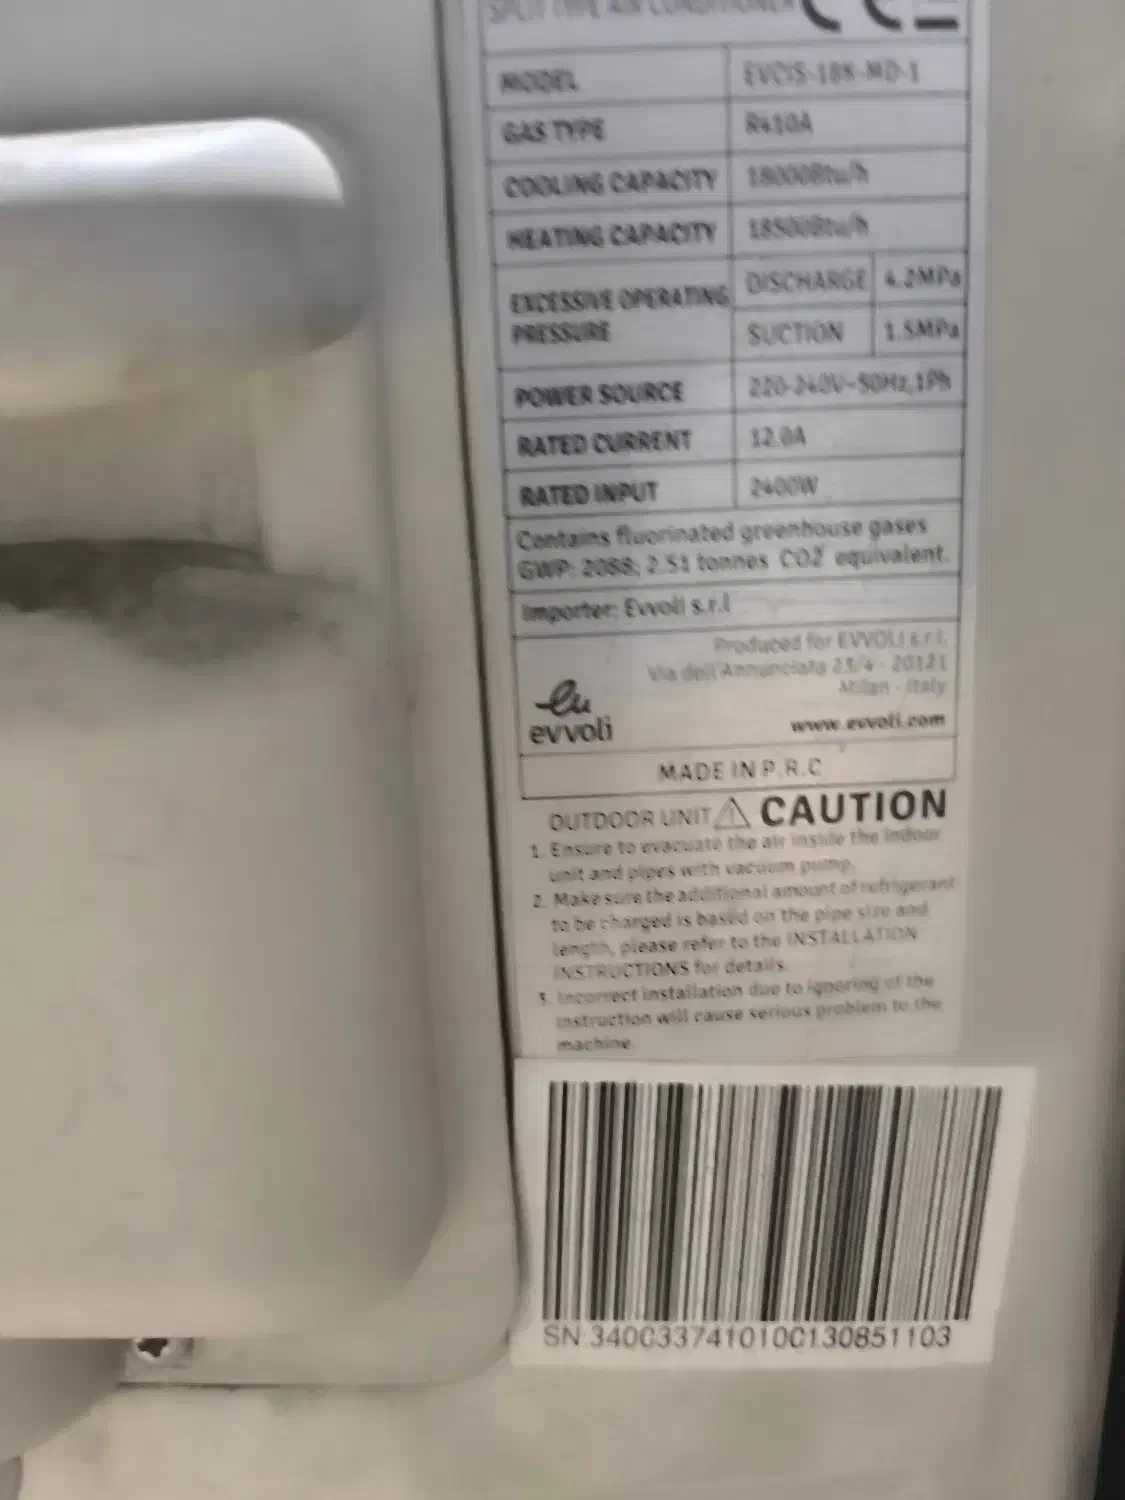 SPLIT TYPE AIR CONDITIONER CE
MODEL EVCIS-18K-MD-1
GAS TYPE R410A
COOLING CAPACITY 18000Btu/h
HEATING CAPACITY 18500Btu/h
EXCESSIVE OPERATING PRESSURE DISCHARGE 4.2MPa
SUCTION 1.5MPa
POWER SOURCE 220-240V~50Hz,1Ph
RATED CURRENT 12.0A
RATED INPUT 2400W
Contains fluorinated greenhouse gases
GWP: 2088; 2.51 tonnes CO2 equivalent.
Importer: Evvoli s.r.l
Produced for EVVOLI s.r.l.
Via dell'Annunciata 23/4 - 20121
Milan - Italy
evvoli
www.evvoli.com
MADE IN P.R.C
OUTDOOR UNIT CAUTION
1. Ensure to evacuate the air inside the indoor
unit and pipes with vacuum pump.
2. Make sure the additional amount of refrigerant
to be charged is based on the pipe size and
length, please refer to the INSTALLATION
INSTRUCTIONS for details.
3. Incorrect installation due to ignoring of the
instruction will cause serious problem to the
machine.
SN:340C33741010C130851103